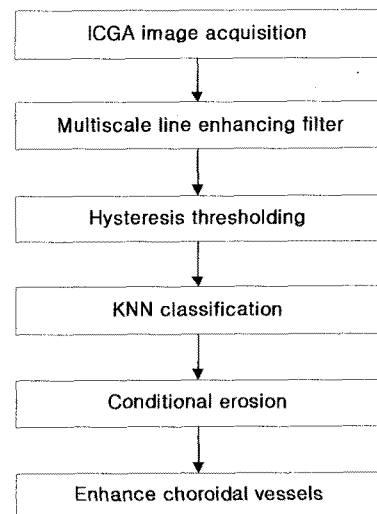 ICGA image acquisition
Multiscale line enhancing filter
Hysteresis thresholding
KNN classification
Conditional erosion
Enhance choroidal vessels